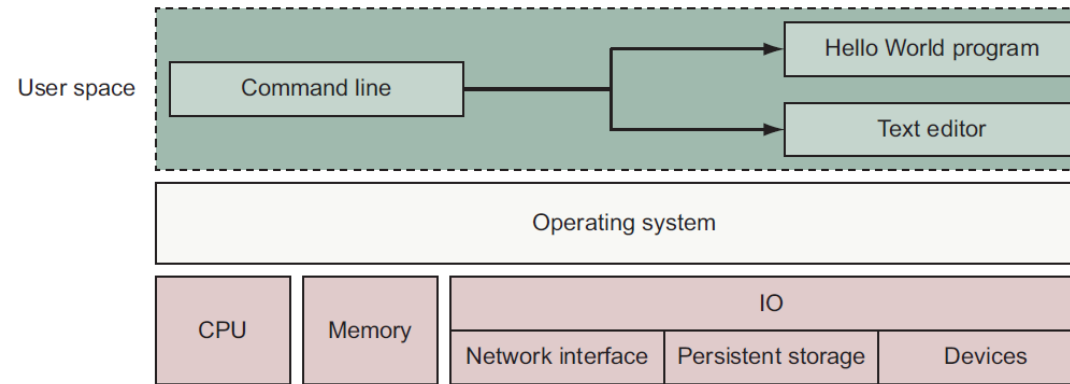 Hello World program
User space
Command line
Text editor
Operating system
CPU
Memory
IO
Network interface
Persistent storage
Devices